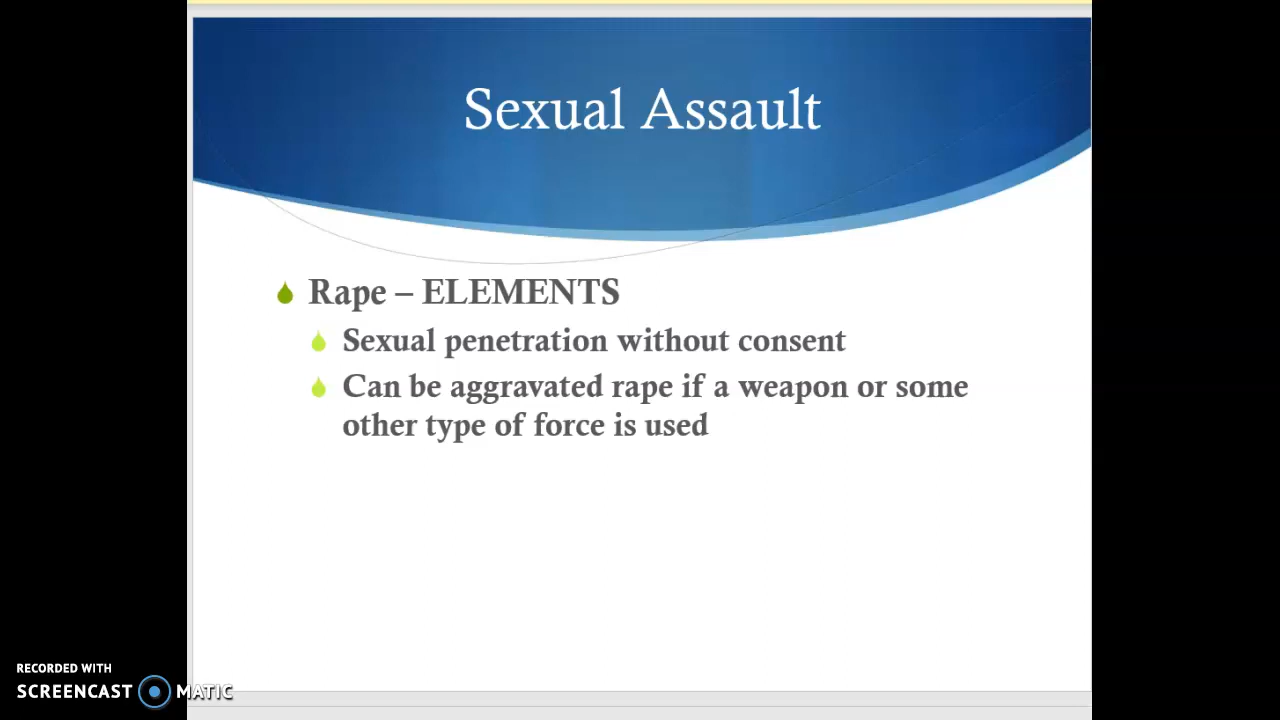 Sexual Assault
Rape – ELEMENTS
Sexual penetration without consent
Can be aggravated rape if a weapon or some
other type of force is used
RECORDED WITH
SCREENCAST MATIC